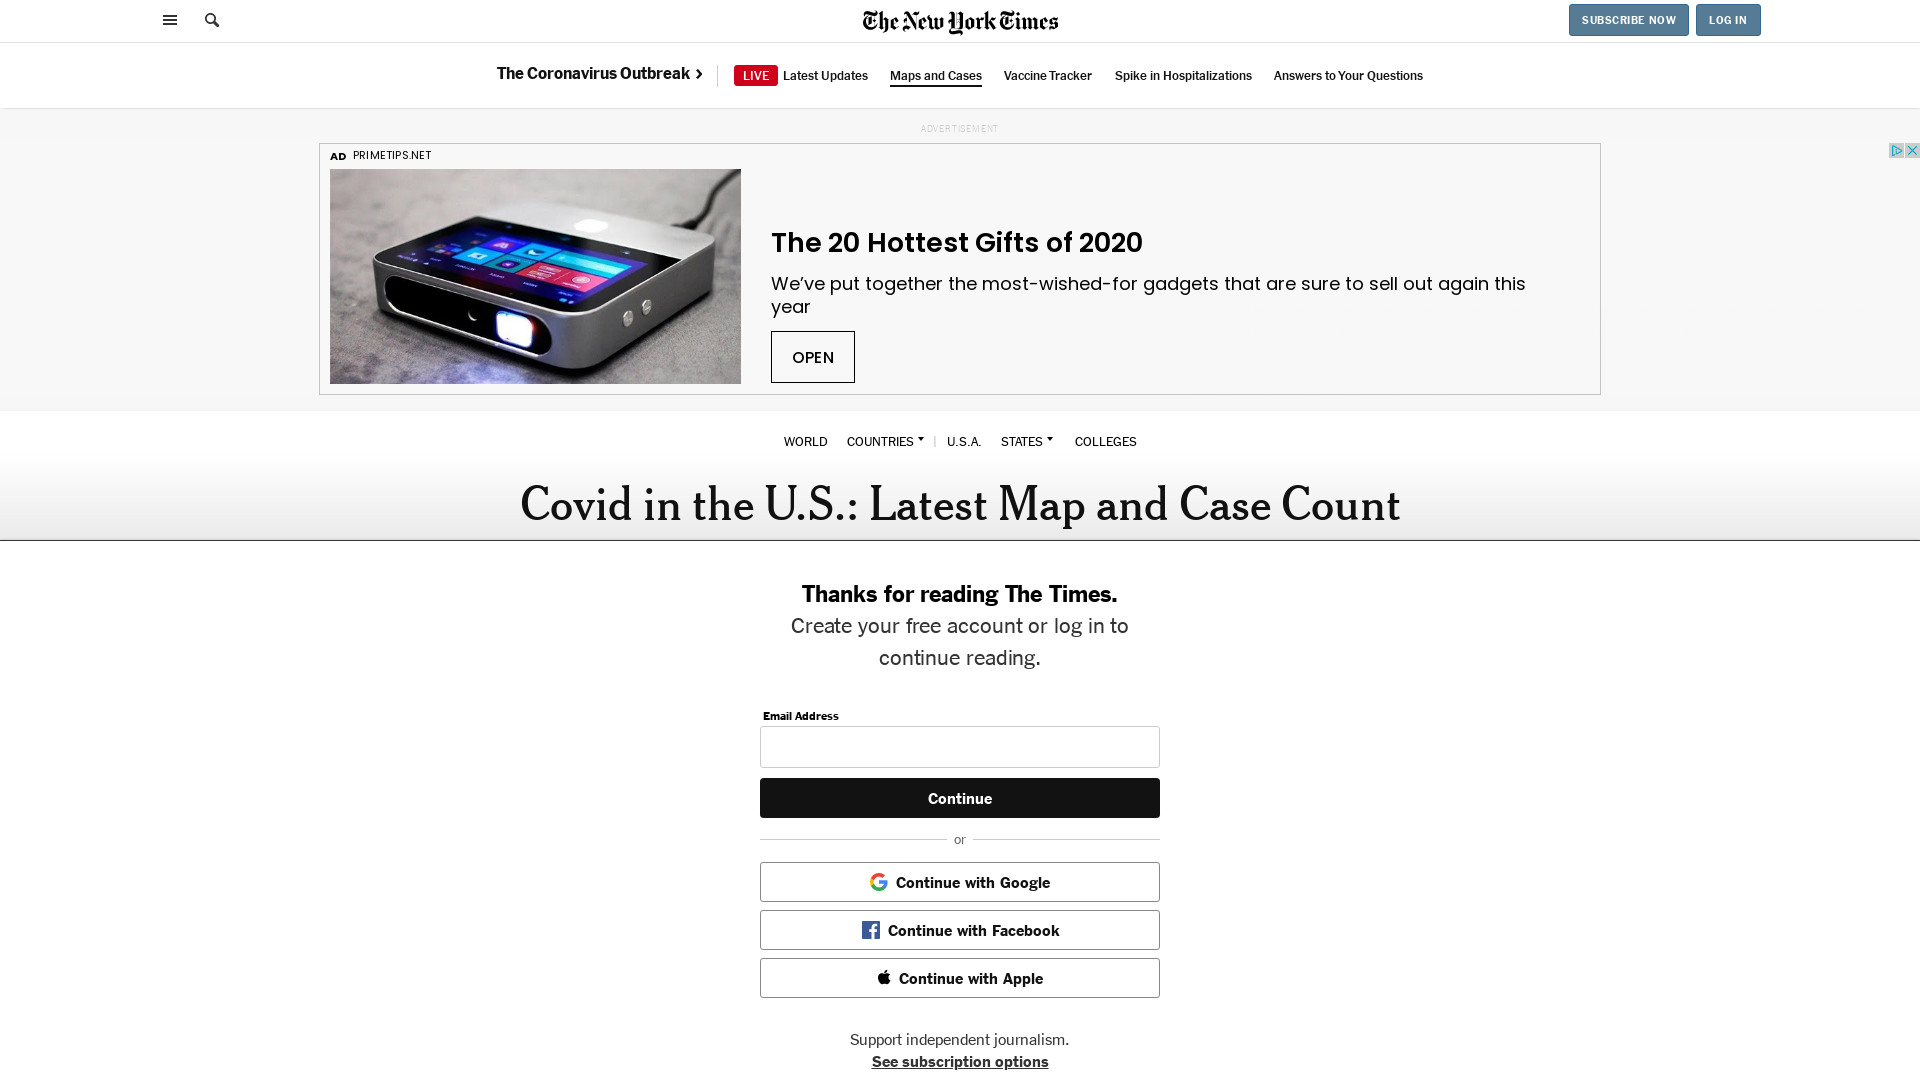 The New York Times
SUBSCRIBE NOW
LOG IN
The Coronavirus Outbreak
LIVE Latest Updates
Maps and Cases
Vaccine Tracker
Spike in Hospitalizations
Answers to Your Questions
ADVERTISEMENT
AD PRIMETIPS.NET
The 20 Hottest Gifts of 2020
We’ve put together the most-wished-for gadgets that are sure to sell out again this
year
OPEN
WORLD COUNTRIES | U.S.A. STATES COLLEGES
Covid in the U.S.: Latest Map and Case Count
Thanks for reading The Times.
Create your free account or log in to
continue reading.
Email Address
Continue
or
Continue with Google
Continue with Facebook
Continue with Apple
Support independent journalism.
See subscription options